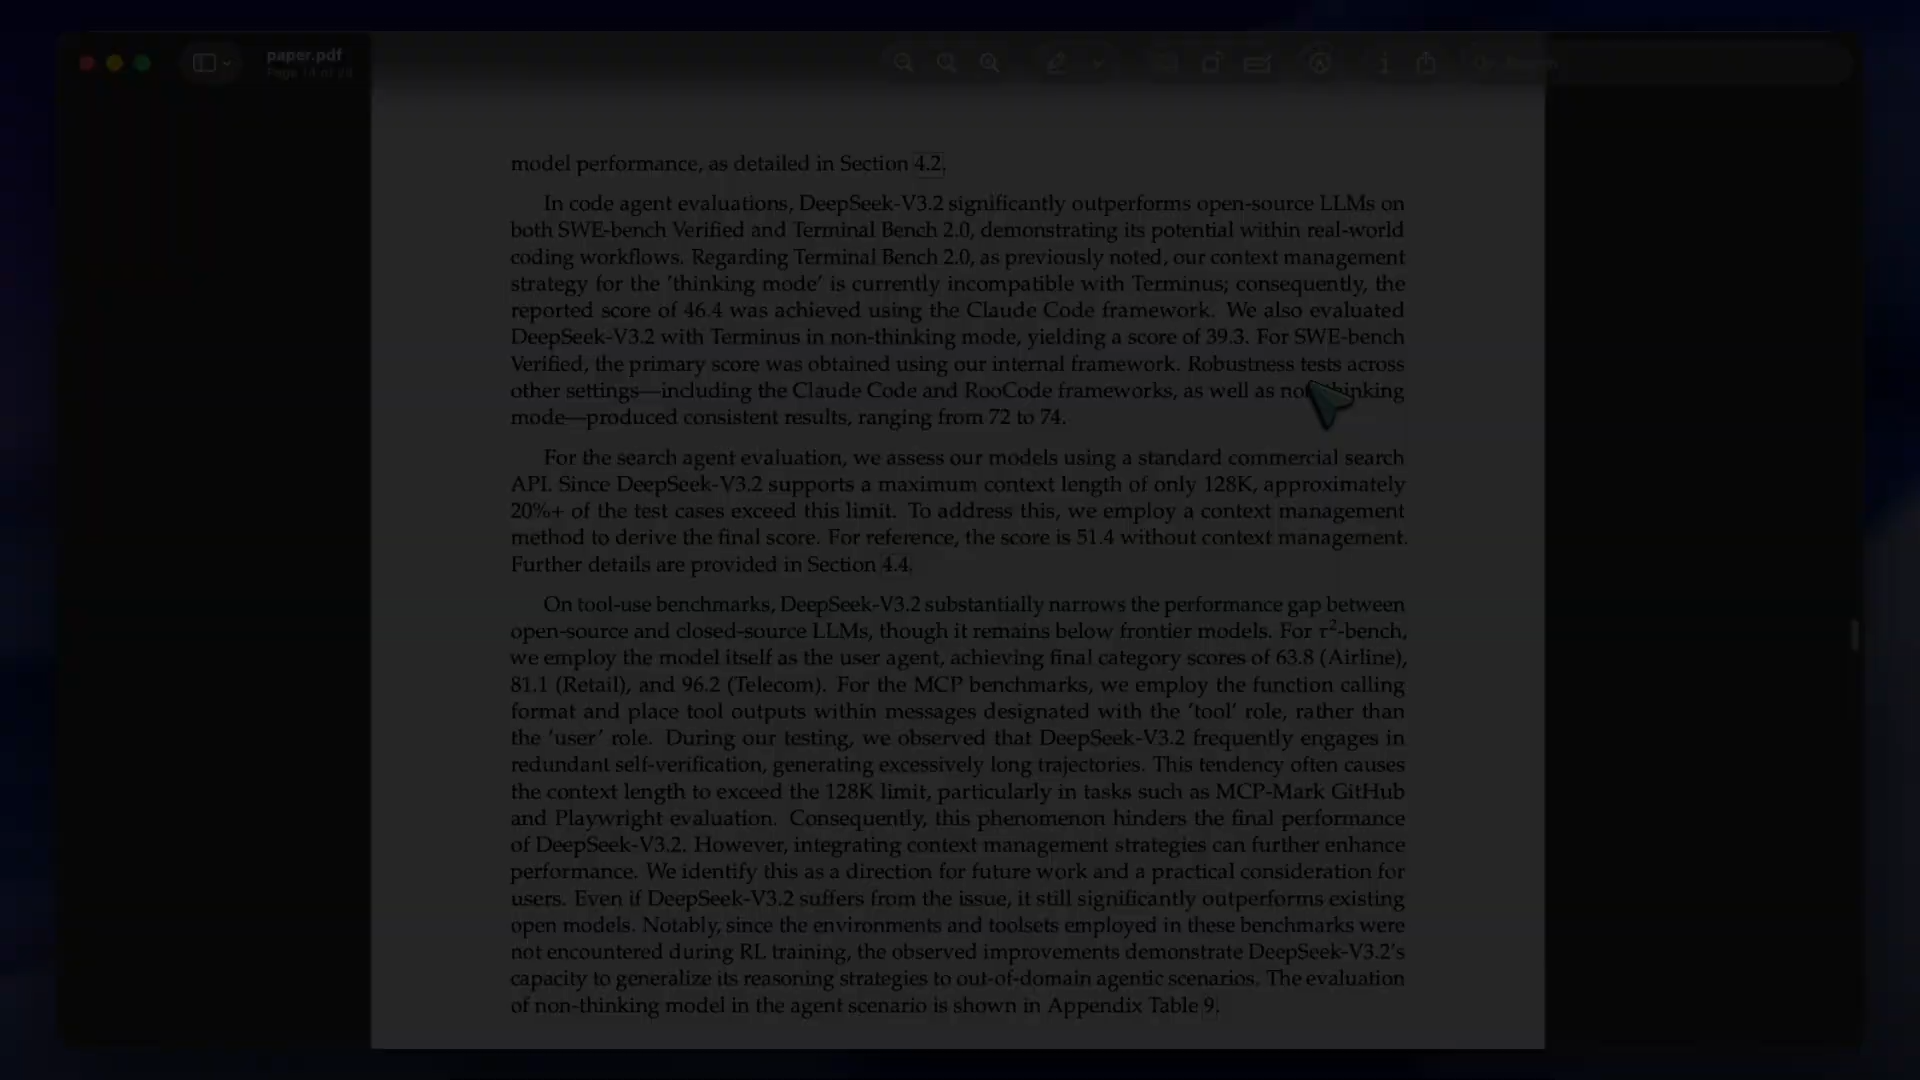 paper.pdf
Page 14 of 23
model performance, as detailed in Section 4.2.
In code agent evaluations, DeepSeek-V3.2 significantly outperforms open-source LLMs on
both SWE-bench Verified and Terminal Bench 2.0, demonstrating its potential within real-world
coding workflows. Regarding Terminal Bench 2.0, as previously noted, our context management
strategy for the 'thinking mode' is currently incompatible with Terminus; consequently, the
reported score of 46.4 was achieved using the Claude Code framework. We also evaluated
DeepSeek-V3.2 with Terminus in non-thinking mode, yielding a score of 39.3. For SWE-bench
Verified, the primary score was obtained using our internal framework. Robustness tests across
other settings—including the Claude Code and RooCode frameworks, as well as non-thinking
mode—produced consistent results, ranging from 72 to 74.
For the search agent evaluation, we assess our models using a standard commercial search
API. Since DeepSeek-V3.2 supports a maximum context length of only 128K, approximately
20%+ of the test cases exceed this limit. To address this, we employ a context management
method to derive the final score. For reference, the score is 51.4 without context management.
Further details are provided in Section 4.4.
On tool-use benchmarks, DeepSeek-V3.2 substantially narrows the performance gap between
open-source and closed-source LLMs, though it remains below frontier models. For τ²-bench,
we employ the model itself as the user agent, achieving final category scores of 63.8 (Airline),
81.1 (Retail), and 96.2 (Telecom). For the MCP benchmarks, we employ the function calling
format and place tool outputs within messages designated with the 'tool' role, rather than
the 'user' role. During our testing, we observed that DeepSeek-V3.2 frequently engages in
redundant self-verification, generating excessively long trajectories. This tendency often causes
the context length to exceed the 128K limit, particularly in tasks such as MCP-Mark GitHub
and Playwright evaluation. Consequently, this phenomenon hinders the final performance
of DeepSeek-V3.2. However, integrating context management strategies can further enhance
performance. We identify this as a direction for future work and a practical consideration for
users. Even if DeepSeek-V3.2 suffers from the issue, it still significantly outperforms existing
open models. Notably, since the environments and toolsets employed in these benchmarks were
not encountered during RL training, the observed improvements demonstrate DeepSeek-V3.2's
capacity to generalize its reasoning strategies to out-of-domain agentic scenarios. The evaluation
of non-thinking model in the agent scenario is shown in Appendix Table 9.